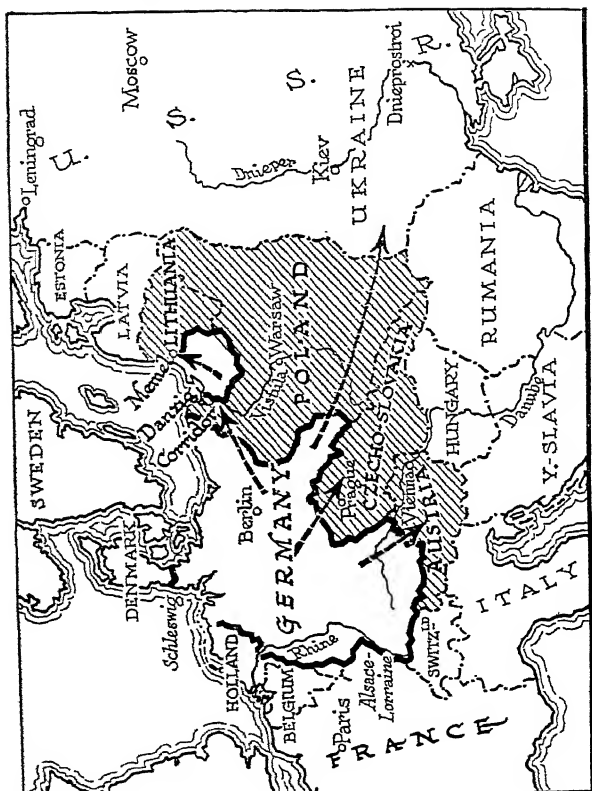 SWEDEN
Leningrad
ESTONIA
LATVIA
LITHUANIA
Moscow
U. S. S. R.
DENMARK
Schleswig
Memel
Danzig
Corridor
Vistula
Warsaw
POLAND
Dnieper
Kiev
UKRAINE
Dnieprostroi
HOLLAND
BELGIUM
Berlin
GERMANY
Rhine
Prague
CZECHO-SLOVAKIA
Paris
Alsace-
Lorraine
FRANCE
SWITZ-LD
Vienna
AUSTRIA
HUNGARY
RUMANIA
Danube
ITALY
Y.-SLAVIA